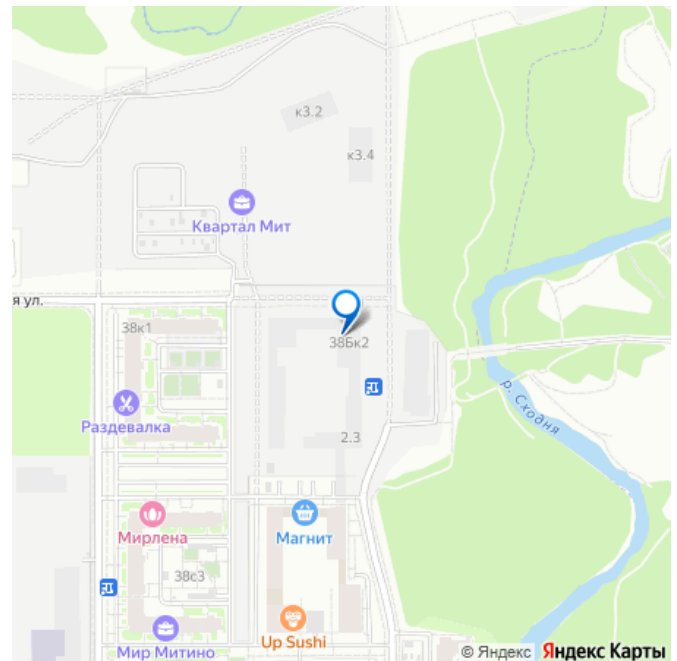 к3.2
к3.4
Квартал Мит
я ул.
38к1
38Бк2
Раздевалка
р. Сходня
2.3
Мирлена
Магнит
38с3
Up Sushi
Мир Митино
© Яндекс Яндекс Карты